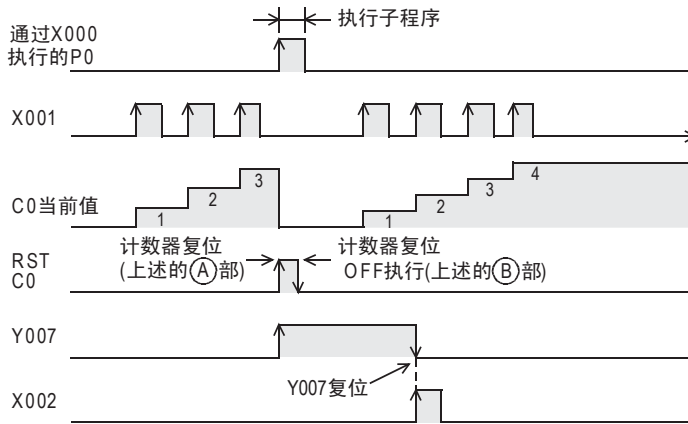 执行子程序
通过X000
执行的P0
X001
C0当前值
1
2
3
1
2
3
4
计数器复位
(上述的Ⓐ部)
计数器复位
OFF执行(上述的Ⓑ部)
RST
C0
Y007
Y007复位
X002